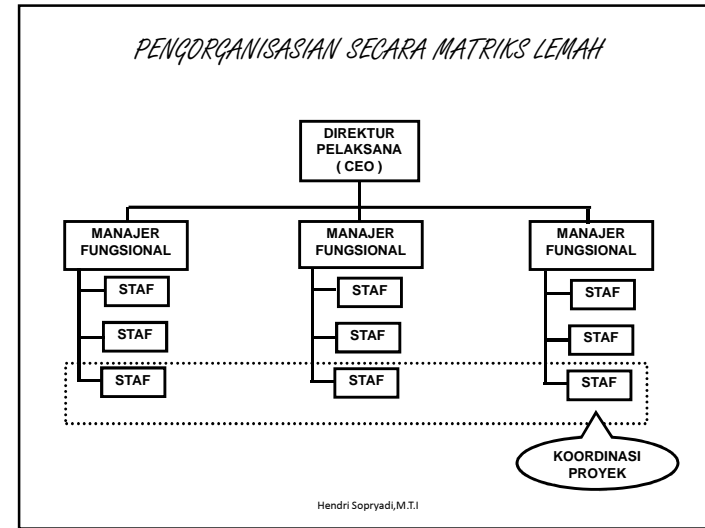 PENGORGANISASIAN SECARA MATRIKS LEMAH
DIREKTUR
PELAKSANA
( CEO )
MANAJER
FUNGSIONAL
MANAJER
FUNGSIONAL
MANAJER
FUNGSIONAL
STAF
STAF
STAF
STAF
STAF
STAF
STAF
STAF
STAF
KOORDINASI
PROYEK
Hendri Sopryadi,M.T.I